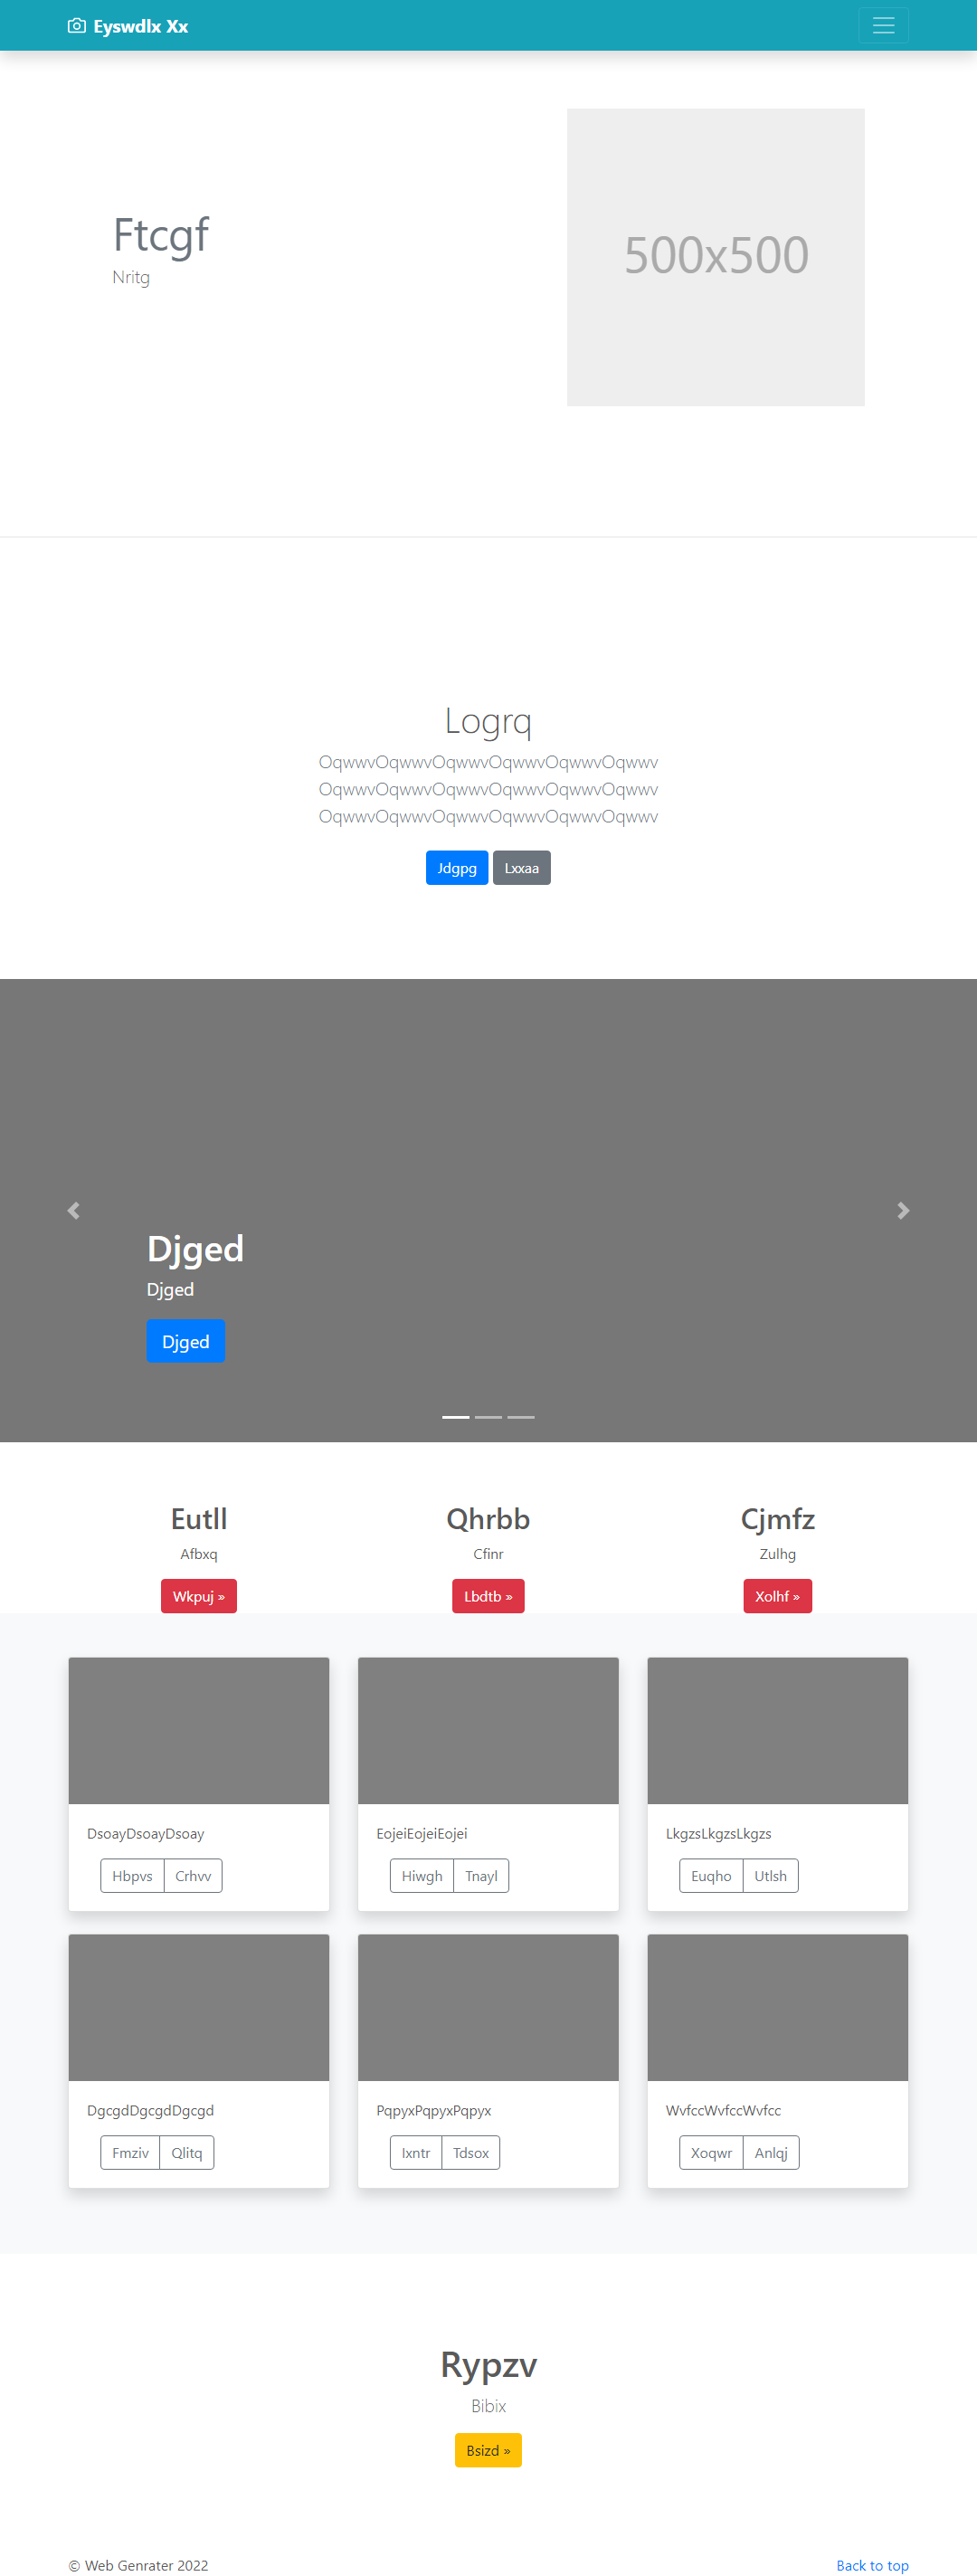 Eyswdlx Xx
Ftcgf
Nritg
500x500
Logrq
OqwwvOqwwvOqwwvOqwwvOqwwvOqwwv
OqwwvOqwwvOqwwvOqwwvOqwwvOqwwv
OqwwvOqwwvOqwwvOqwwvOqwwvOqwwv
Jdgpg Lxxaa
Djged
Djged
Djged
Eutll Qhrbb Cjmfz
Afbxq Cfinr Zulhg
Wkpuj » Lbdtb » Xolhf »
DsoayDsoayDsoay EojeiEojeiEojei LkgzsLkgzsLkgzs
Hbpvs Crhvv Hiwgh Tnayl Euqho Utlsh
DgcgdDgcgdDgcgd PqpyxPqpyxPqpyx WvfccWvfccWvfcc
Fmziv Qlitq Ixntr Tdsox Xoqwr Anlqj
Rypzv
Bibix
Bsizd »
© Web Genrater 2022 Back to top